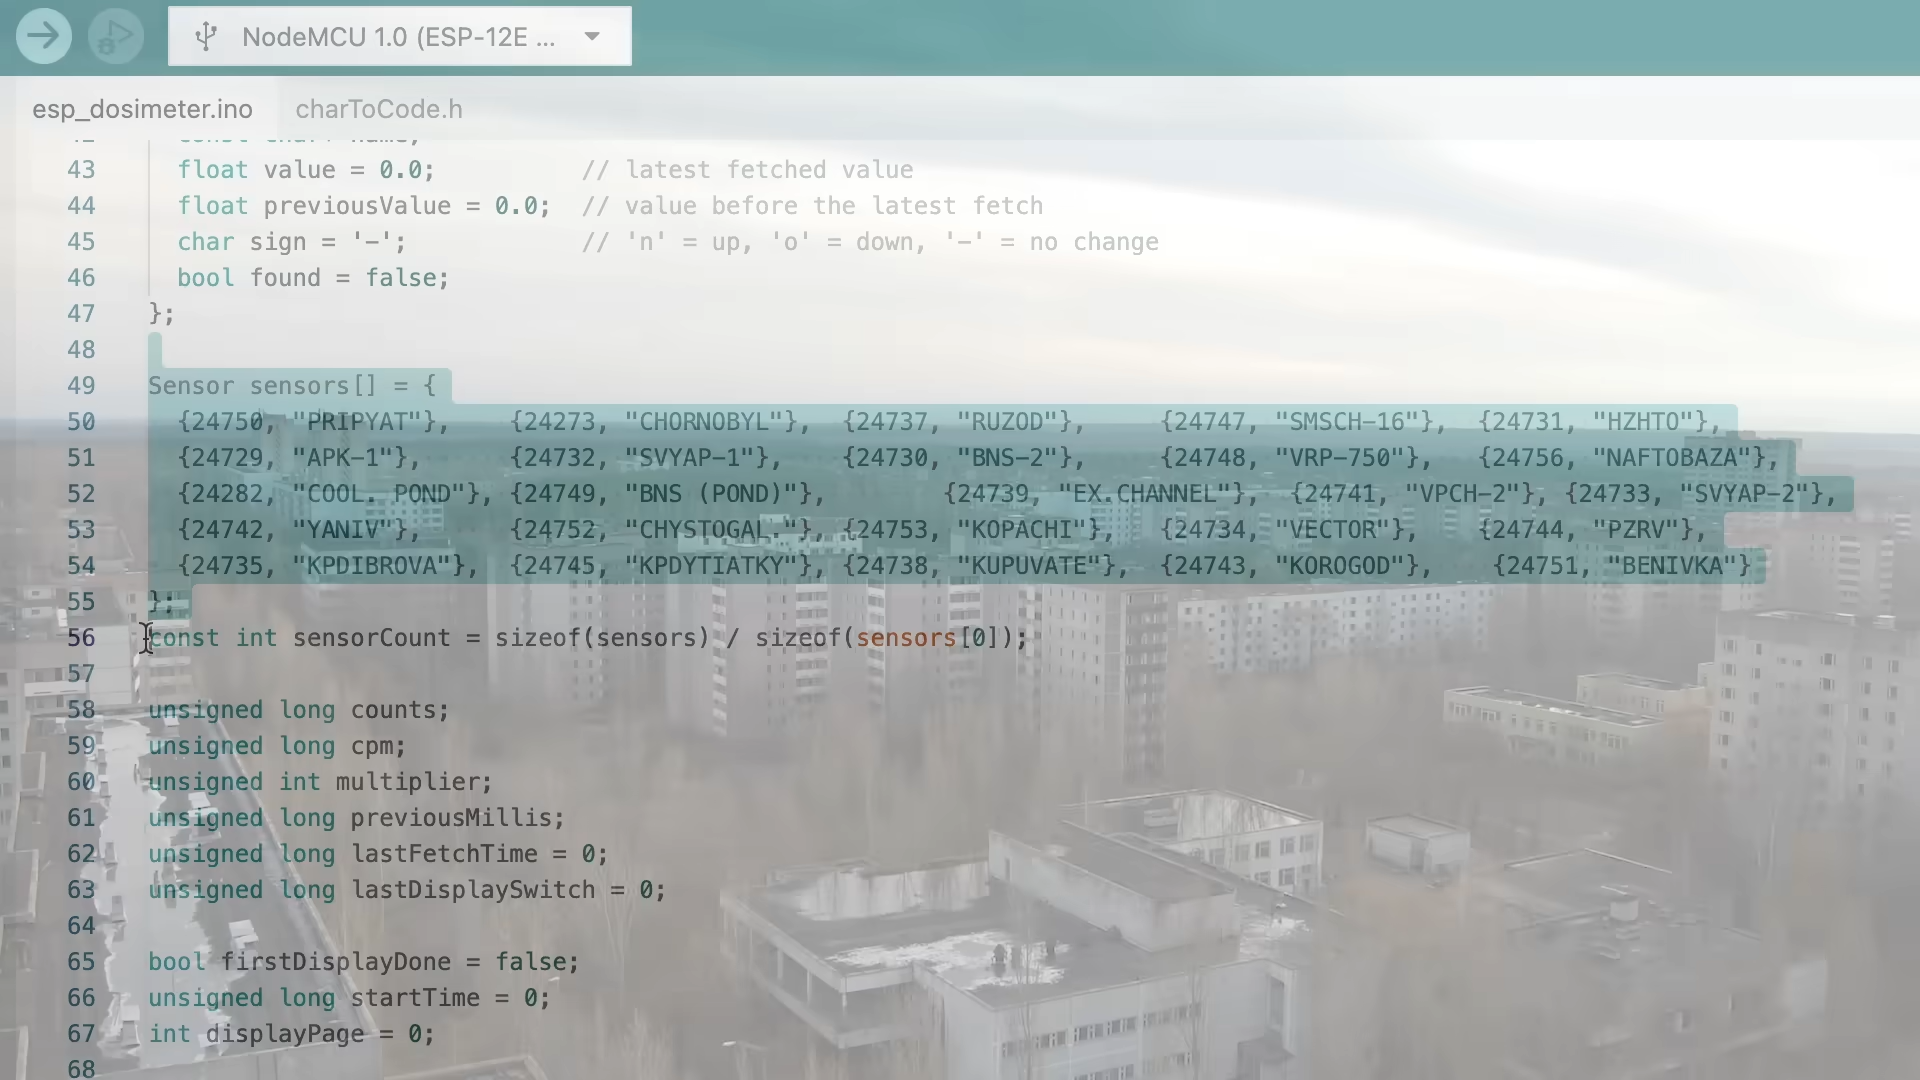 NodeMCU 1.0 (ESP-12E ...
esp_dosimeter.ino charToCode.h
43 float value = 0.0; // latest fetched value
44 float previousValue = 0.0; // value before the latest fetch
45 char sign = '-'; // 'n' = up, 'o' = down, '-' = no change
46 bool found = false;
47 };
48
49 Sensor sensors[] = {
50 {24750, "PRIPYAT"}, {24273, "CHORNOBYL"}, {24737, "RUZOD"}, {24747, "SMSCH-16"}, {24731, "HZHTO"},
51 {24729, "APK-1"}, {24732, "SVYAP-1"}, {24730, "BNS-2"}, {24748, "VRP-750"}, {24756, "NAFTOBAZA"},
52 {24282, "COOL. POND"}, {24749, "BNS (POND)"}, {24739, "EX.CHANNEL"}, {24741, "VPCH-2"}, {24733, "SVYAP-2"},
53 {24742, "YANIV"}, {24752, "CHYSTOGAL."}, {24753, "KOPACHI"}, {24734, "VECTOR"}, {24744, "PZRV"},
54 {24735, "KPDIBROVA"}, {24745, "KPDYTIATKY"}, {24738, "KUPUVATE"}, {24743, "KOROGOD"}, {24751, "BENIVKA"}
55 };
56 const int sensorCount = sizeof(sensors) / sizeof(sensors[0]);
57
58 unsigned long counts;
59 unsigned long cpm;
60 unsigned int multiplier;
61 unsigned long previousMillis;
62 unsigned long lastFetchTime = 0;
63 unsigned long lastDisplaySwitch = 0;
64
65 bool firstDisplayDone = false;
66 unsigned long startTime = 0;
67 int displayPage = 0;
68